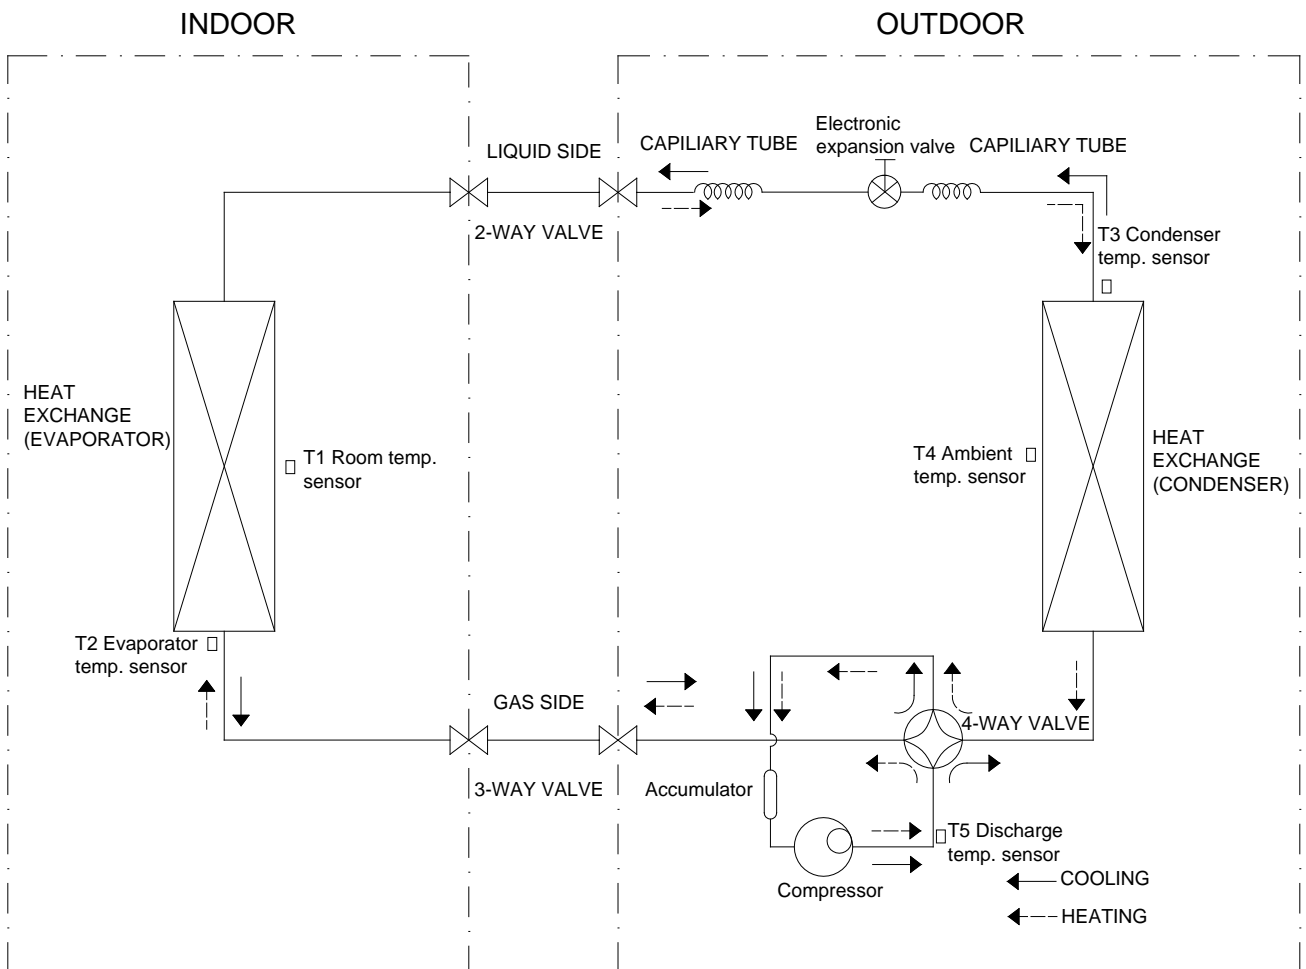 INDOOR
OUTDOOR
LIQUID SIDE
CAPILIARY TUBE
Electronic
expansion valve
CAPILIARY TUBE
2-WAY VALVE
T3 Condenser
temp. sensor
HEAT
EXCHANGE
(EVAPORATOR)
T1 Room temp.
sensor
T4 Ambient
temp. sensor
HEAT
EXCHANGE
(CONDENSER)
T2 Evaporator
temp. sensor
GAS SIDE
4-WAY VALVE
3-WAY VALVE
Accumulator
T5 Discharge
temp. sensor
Compressor
COOLING
HEATING